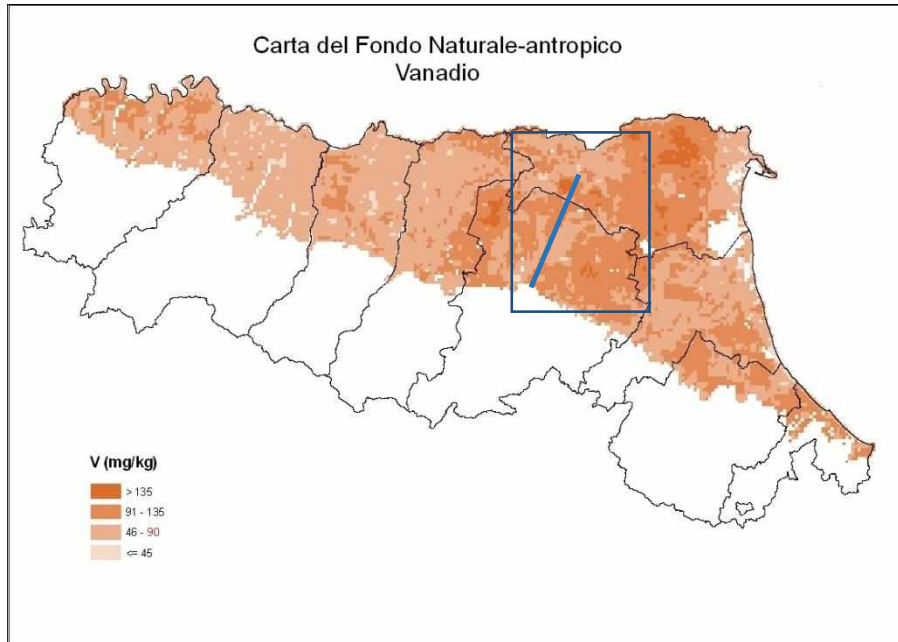 Carta del Fondo Naturale-antropico
Vanadio
V (mg/kg)
> 135
91 - 135
46 - 90
<= 45